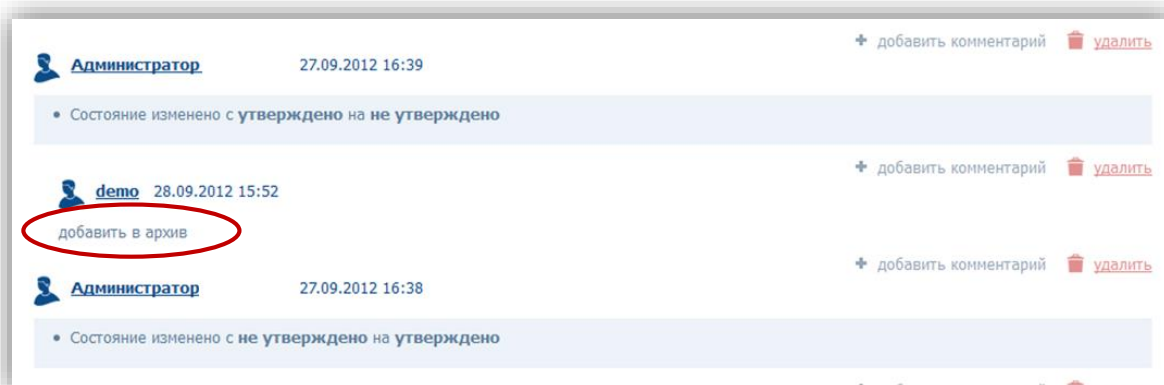 + добавить комментарий удалить
Администратор 27.09.2012 16:39
• Состояние изменено с утверждено на не утверждено
+ добавить комментарий удалить
demo 28.09.2012 15:52
добавить в архив
+ добавить комментарий удалить
Администратор 27.09.2012 16:38
• Состояние изменено с не утверждено на утверждено